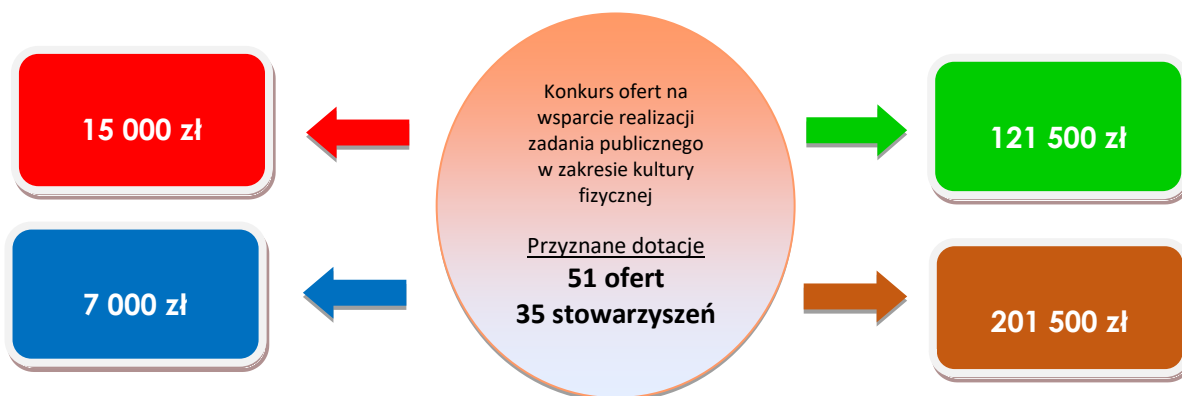 15 000 zł
7 000 zł
Konkurs ofert na
wsparcie realizacji
zadania publicznego
w zakresie kultury
fizycznej
Przyznane dotacje
51 ofert
35 stowarzyszeń
121 500 zł
201 500 zł